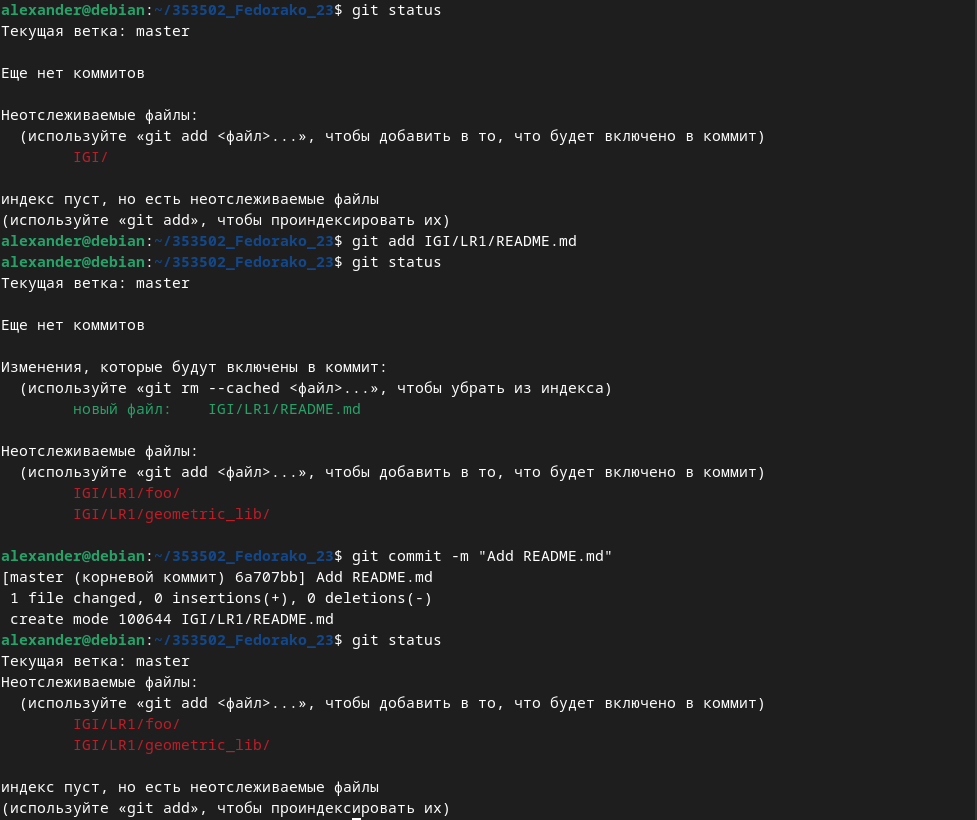 alexander@debian:~/353502_Fedorako_23$ git status
Текущая ветка: master
Еще нет коммитов
Неотслеживаемые файлы:
(используйте «git add <файл>...», чтобы добавить в то, что будет включено в коммит)
IGI/
индекс пуст, но есть неотслеживаемые файлы
(используйте «git add», чтобы проиндексировать их)
alexander@debian:~/353502_Fedorako_23$ git add IGI/LR1/README.md
alexander@debian:~/353502_Fedorako_23$ git status
Текущая ветка: master
Еще нет коммитов
Изменения, которые будут включены в коммит:
(используйте «git rm --cached <файл>...», чтобы убрать из индекса)
новый файл:    IGI/LR1/README.md
Неотслеживаемые файлы:
(используйте «git add <файл>...», чтобы добавить в то, что будет включено в коммит)
IGI/LR1/foo/
IGI/LR1/geometric_lib/
alexander@debian:~/353502_Fedorako_23$ git commit -m "Add README.md"
[master (корневой коммит) 6a707bb] Add README.md
1 file changed, 0 insertions(+), 0 deletions(-)
create mode 100644 IGI/LR1/README.md
alexander@debian:~/353502_Fedorako_23$ git status
Текущая ветка: master
Неотслеживаемые файлы:
(используйте «git add <файл>...», чтобы добавить в то, что будет включено в коммит)
IGI/LR1/foo/
IGI/LR1/geometric_lib/
индекс пуст, но есть неотслеживаемые файлы
(используйте «git add», чтобы проиндексировать их)